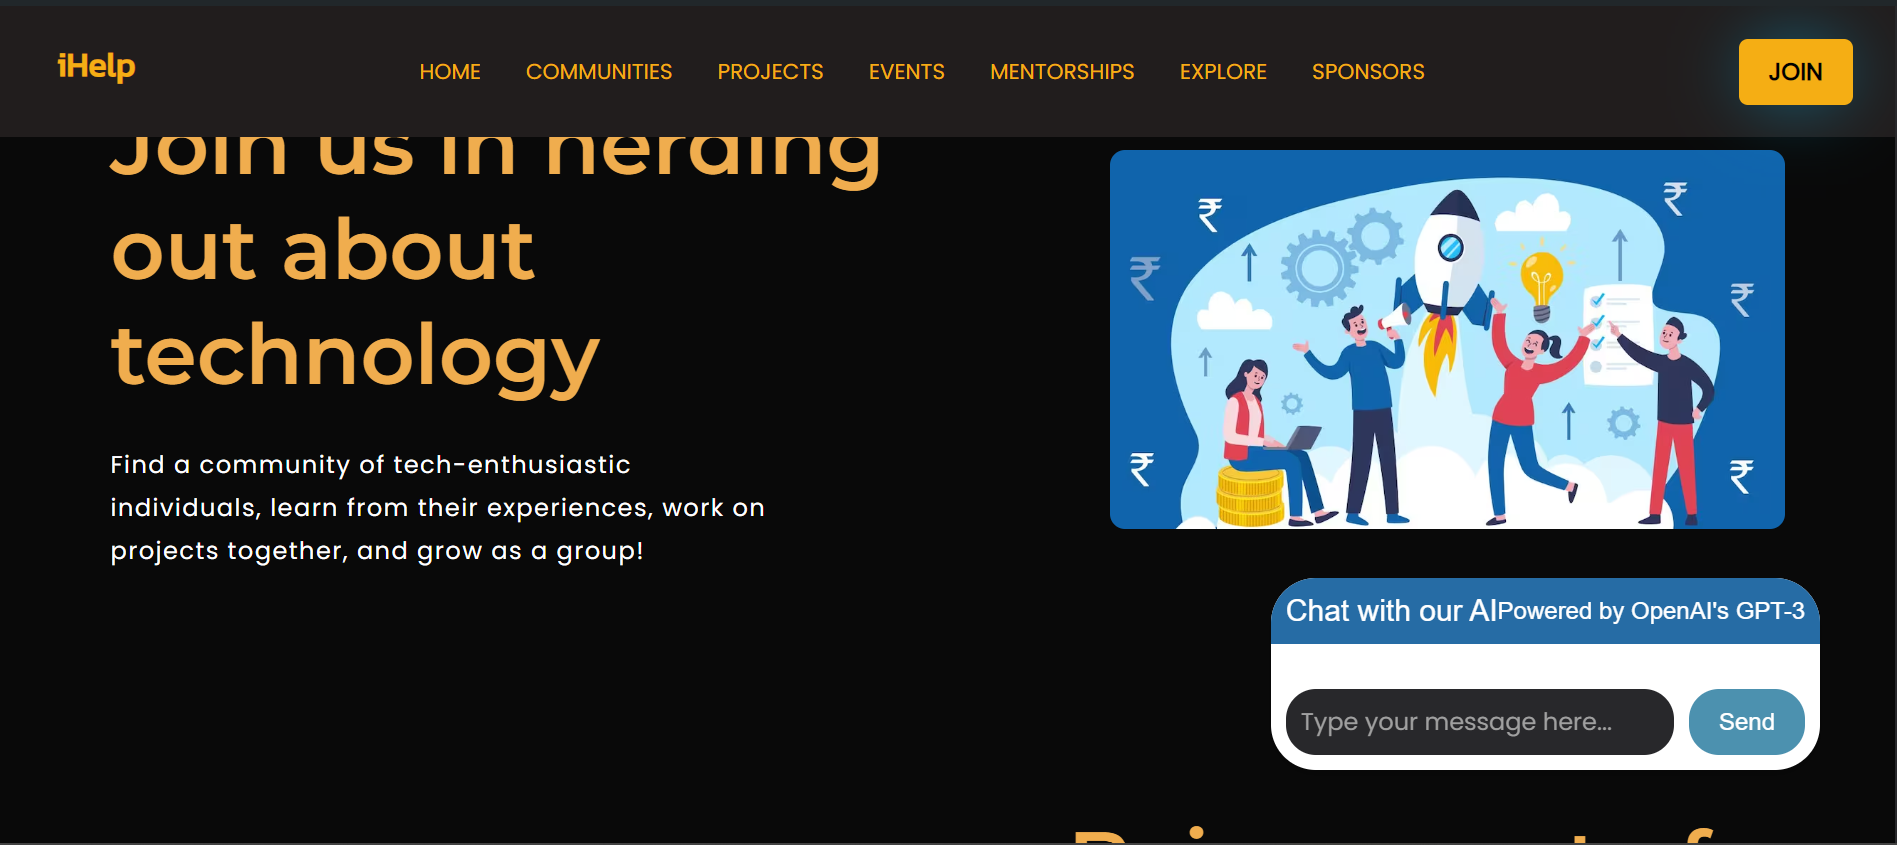 iHelp
HOME COMMUNITIES PROJECTS EVENTS MENTORSHIPS EXPLORE SPONSORS
JOIN
Join us in nerding
out about
technology
Find a community of tech-enthusiastic
individuals, learn from their experiences, work on
projects together, and grow as a group!
₹ ₹
₹ ₹
₹ ₹
Chat with our AIPowered by OpenAI's GPT-3
Type your message here...
Send